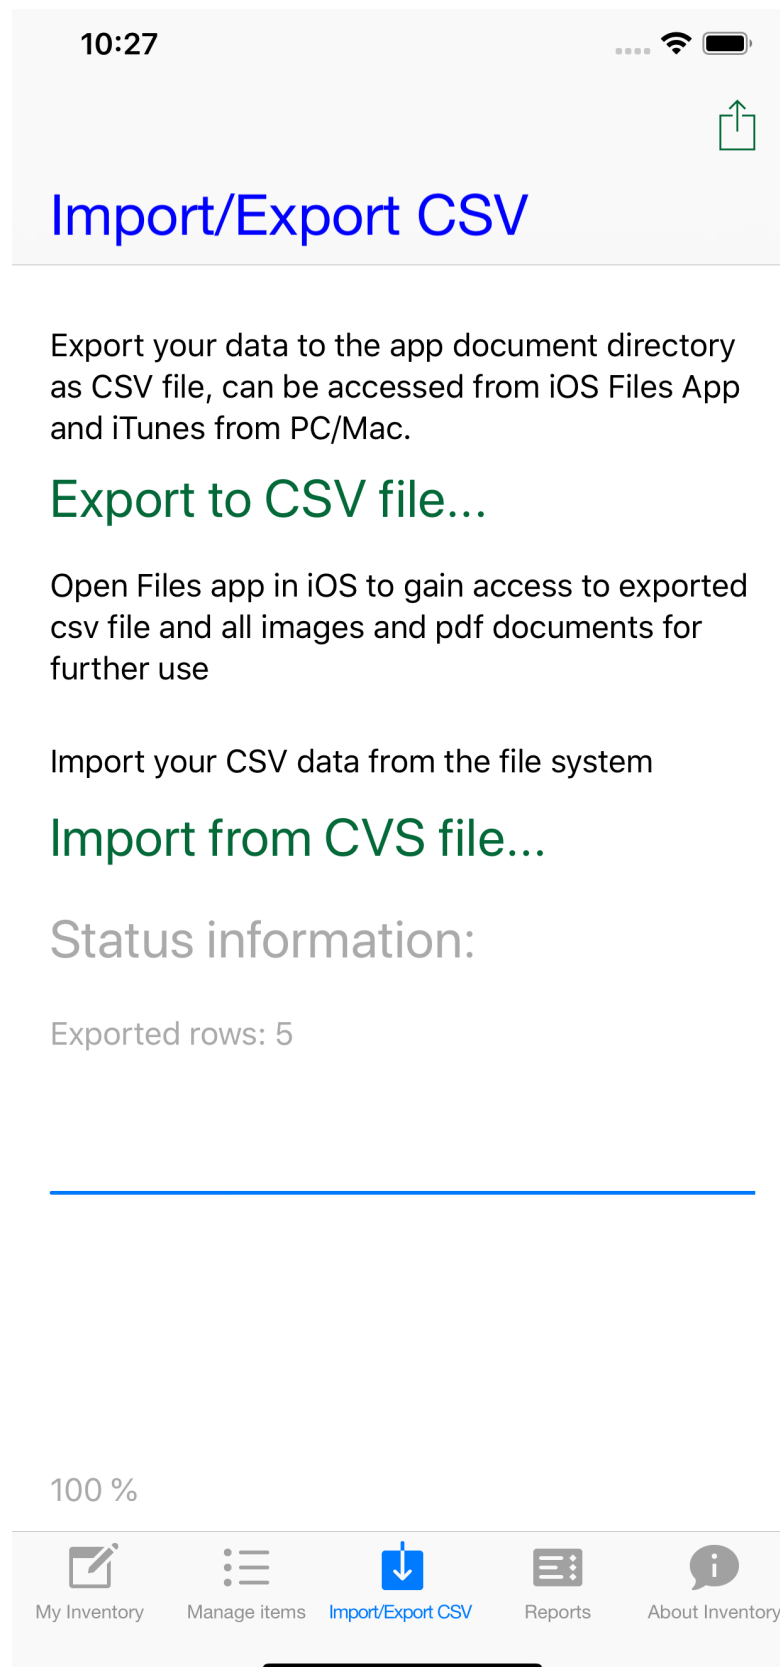 10:27
Import/Export CSV
Export your data to the app document directory
as CSV file, can be accessed from iOS Files App
and iTunes from PC/Mac.
Export to CSV file...
Open Files app in iOS to gain access to exported
csv file and all images and pdf documents for
further use
Import your CSV data from the file system
Import from CVS file...
Status information:
Exported rows: 5
100 %
My Inventory
Manage items
Import/Export CSV
Reports
About Inventory